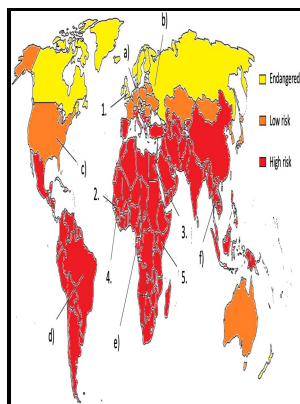 b)
a)
1.
Endangered
Low risk
High risk
c)
2.
3.
4.
5.
f)
d)
e)